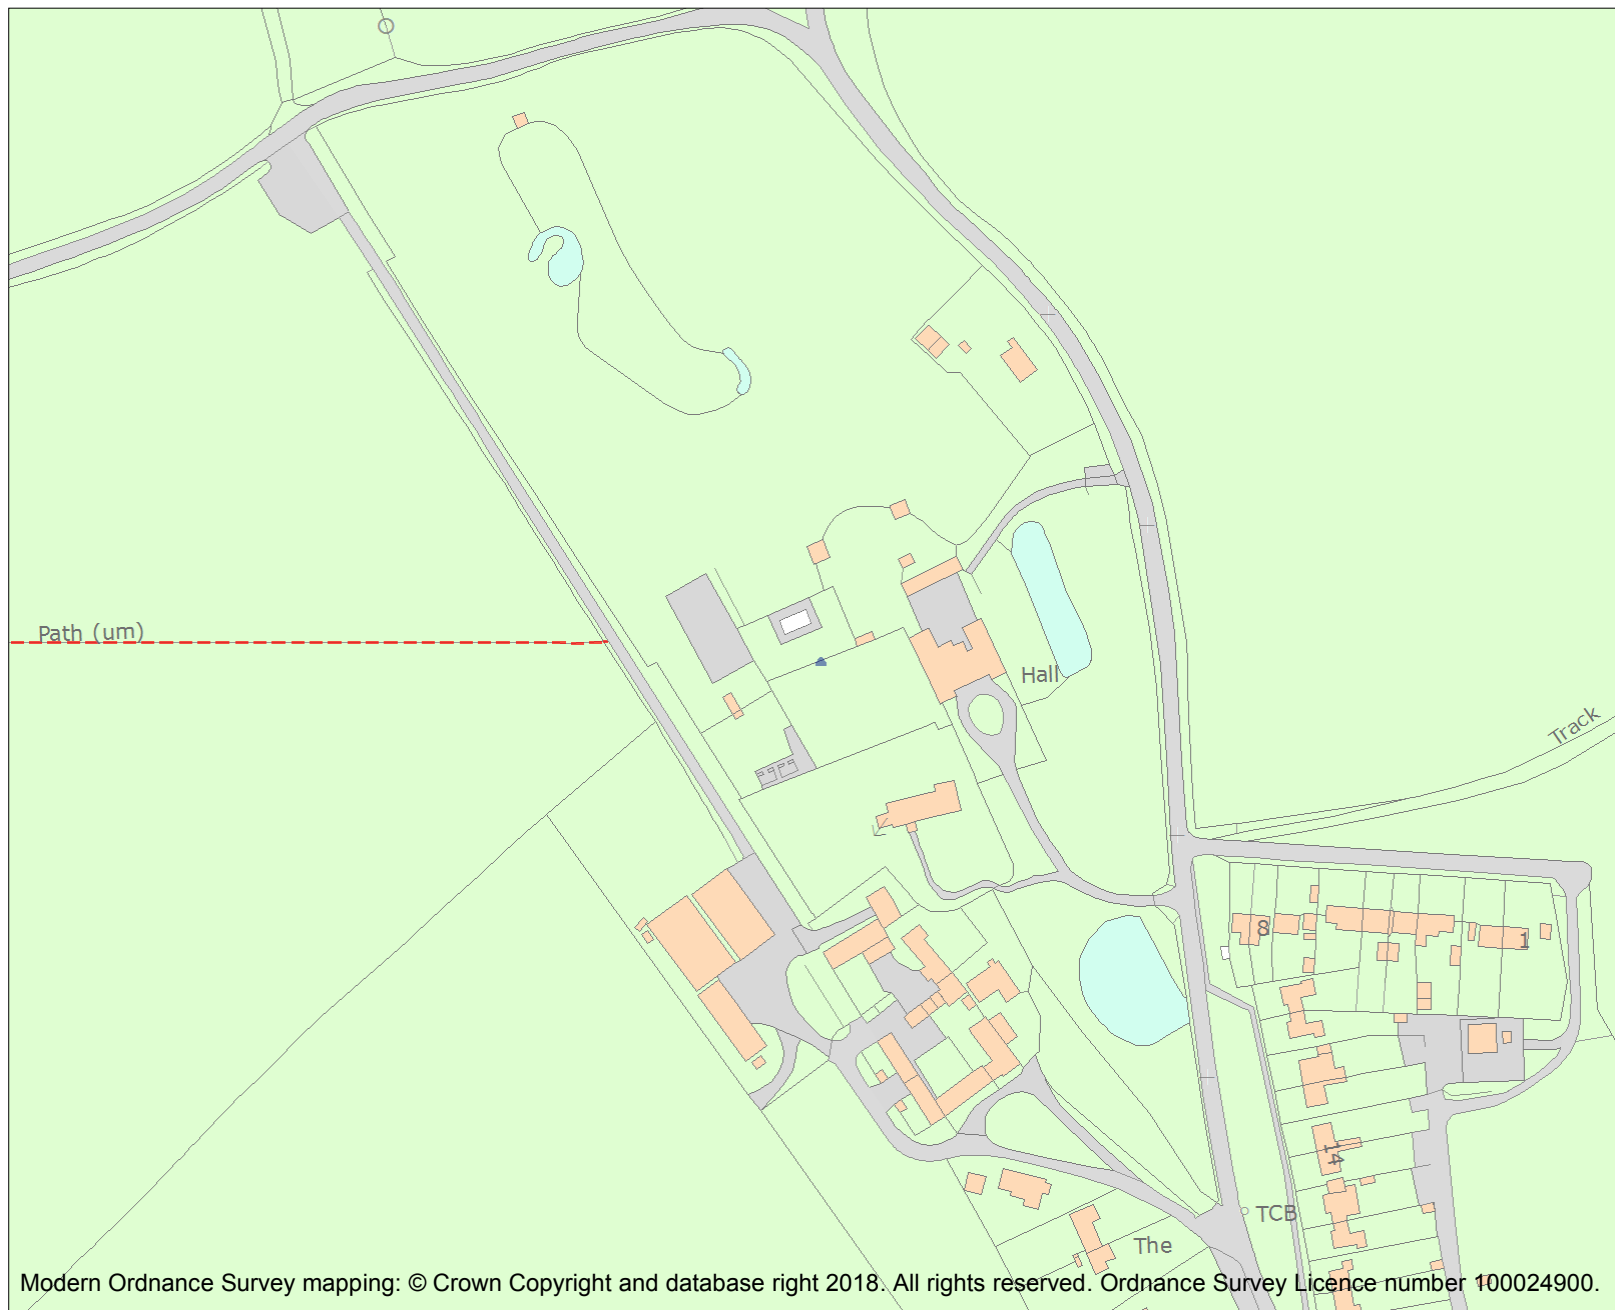 Path (um)
Hall
Track
8
1
14
TCB
The
Modern Ordnance Survey mapping: © Crown Copyright and database right 2018. All rights reserved. Ordnance Survey Licence number 100024900.